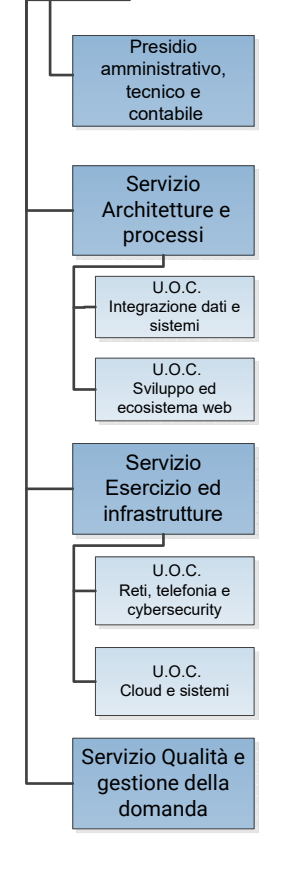 Presidio
amministrativo,
tecnico e
contabile
Servizio
Architetture e
processi
U.O.C.
Integrazione dati e
sistemi
U.O.C.
Sviluppo ed
ecosistema web
Servizio
Esercizio ed
infrastrutture
U.O.C.
Reti, telefonia e
cybersecurity
U.O.C.
Cloud e sistemi
Servizio Qualità e
gestione della
domanda